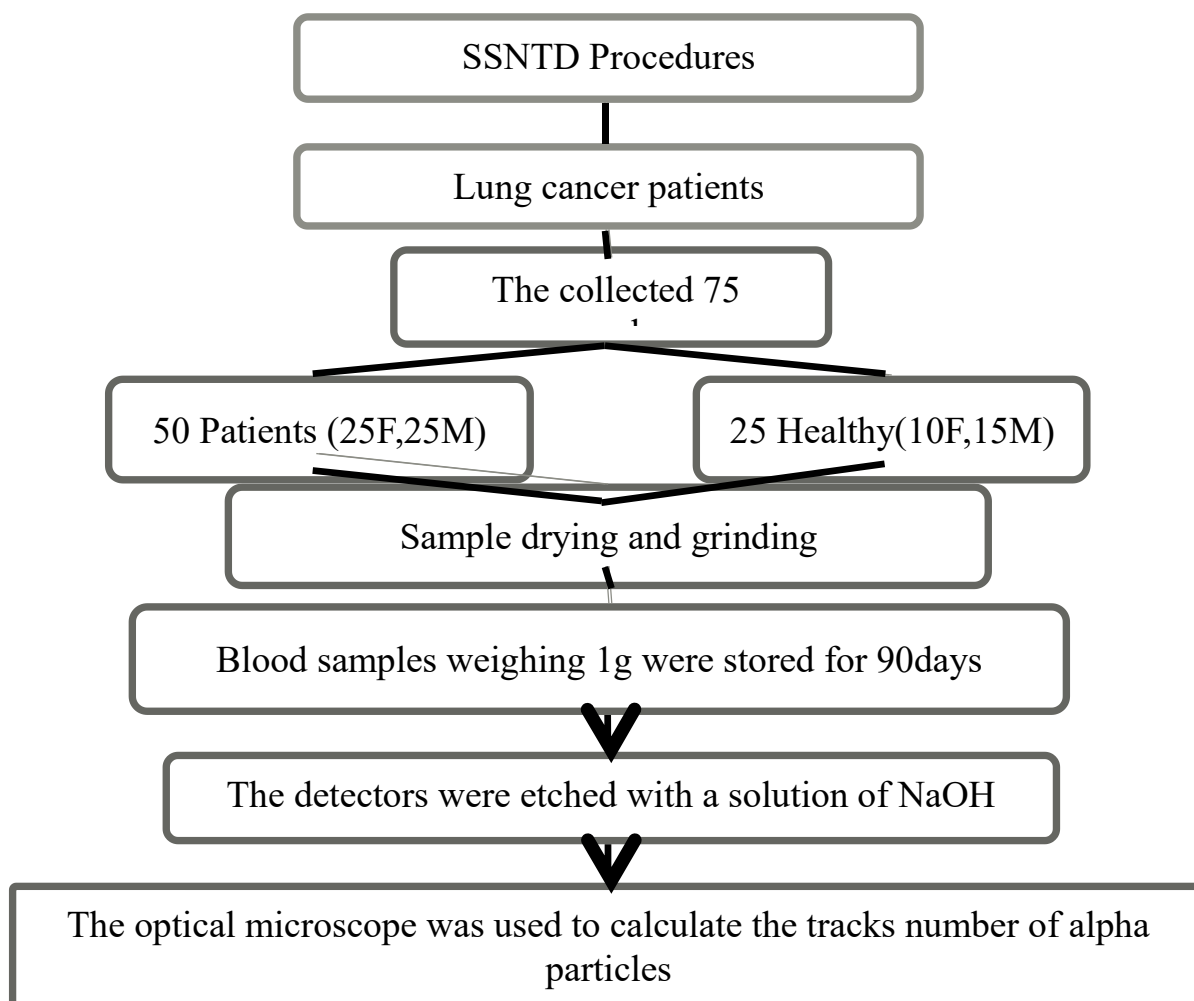 SSNTD Procedures
Lung cancer patients
The collected 75
50 Patients (25F,25M)
25 Healthy(10F,15M)
Sample drying and grinding
Blood samples weighing 1g were stored for 90days
The detectors were etched with a solution of NaOH
The optical microscope was used to calculate the tracks number of alpha
particles